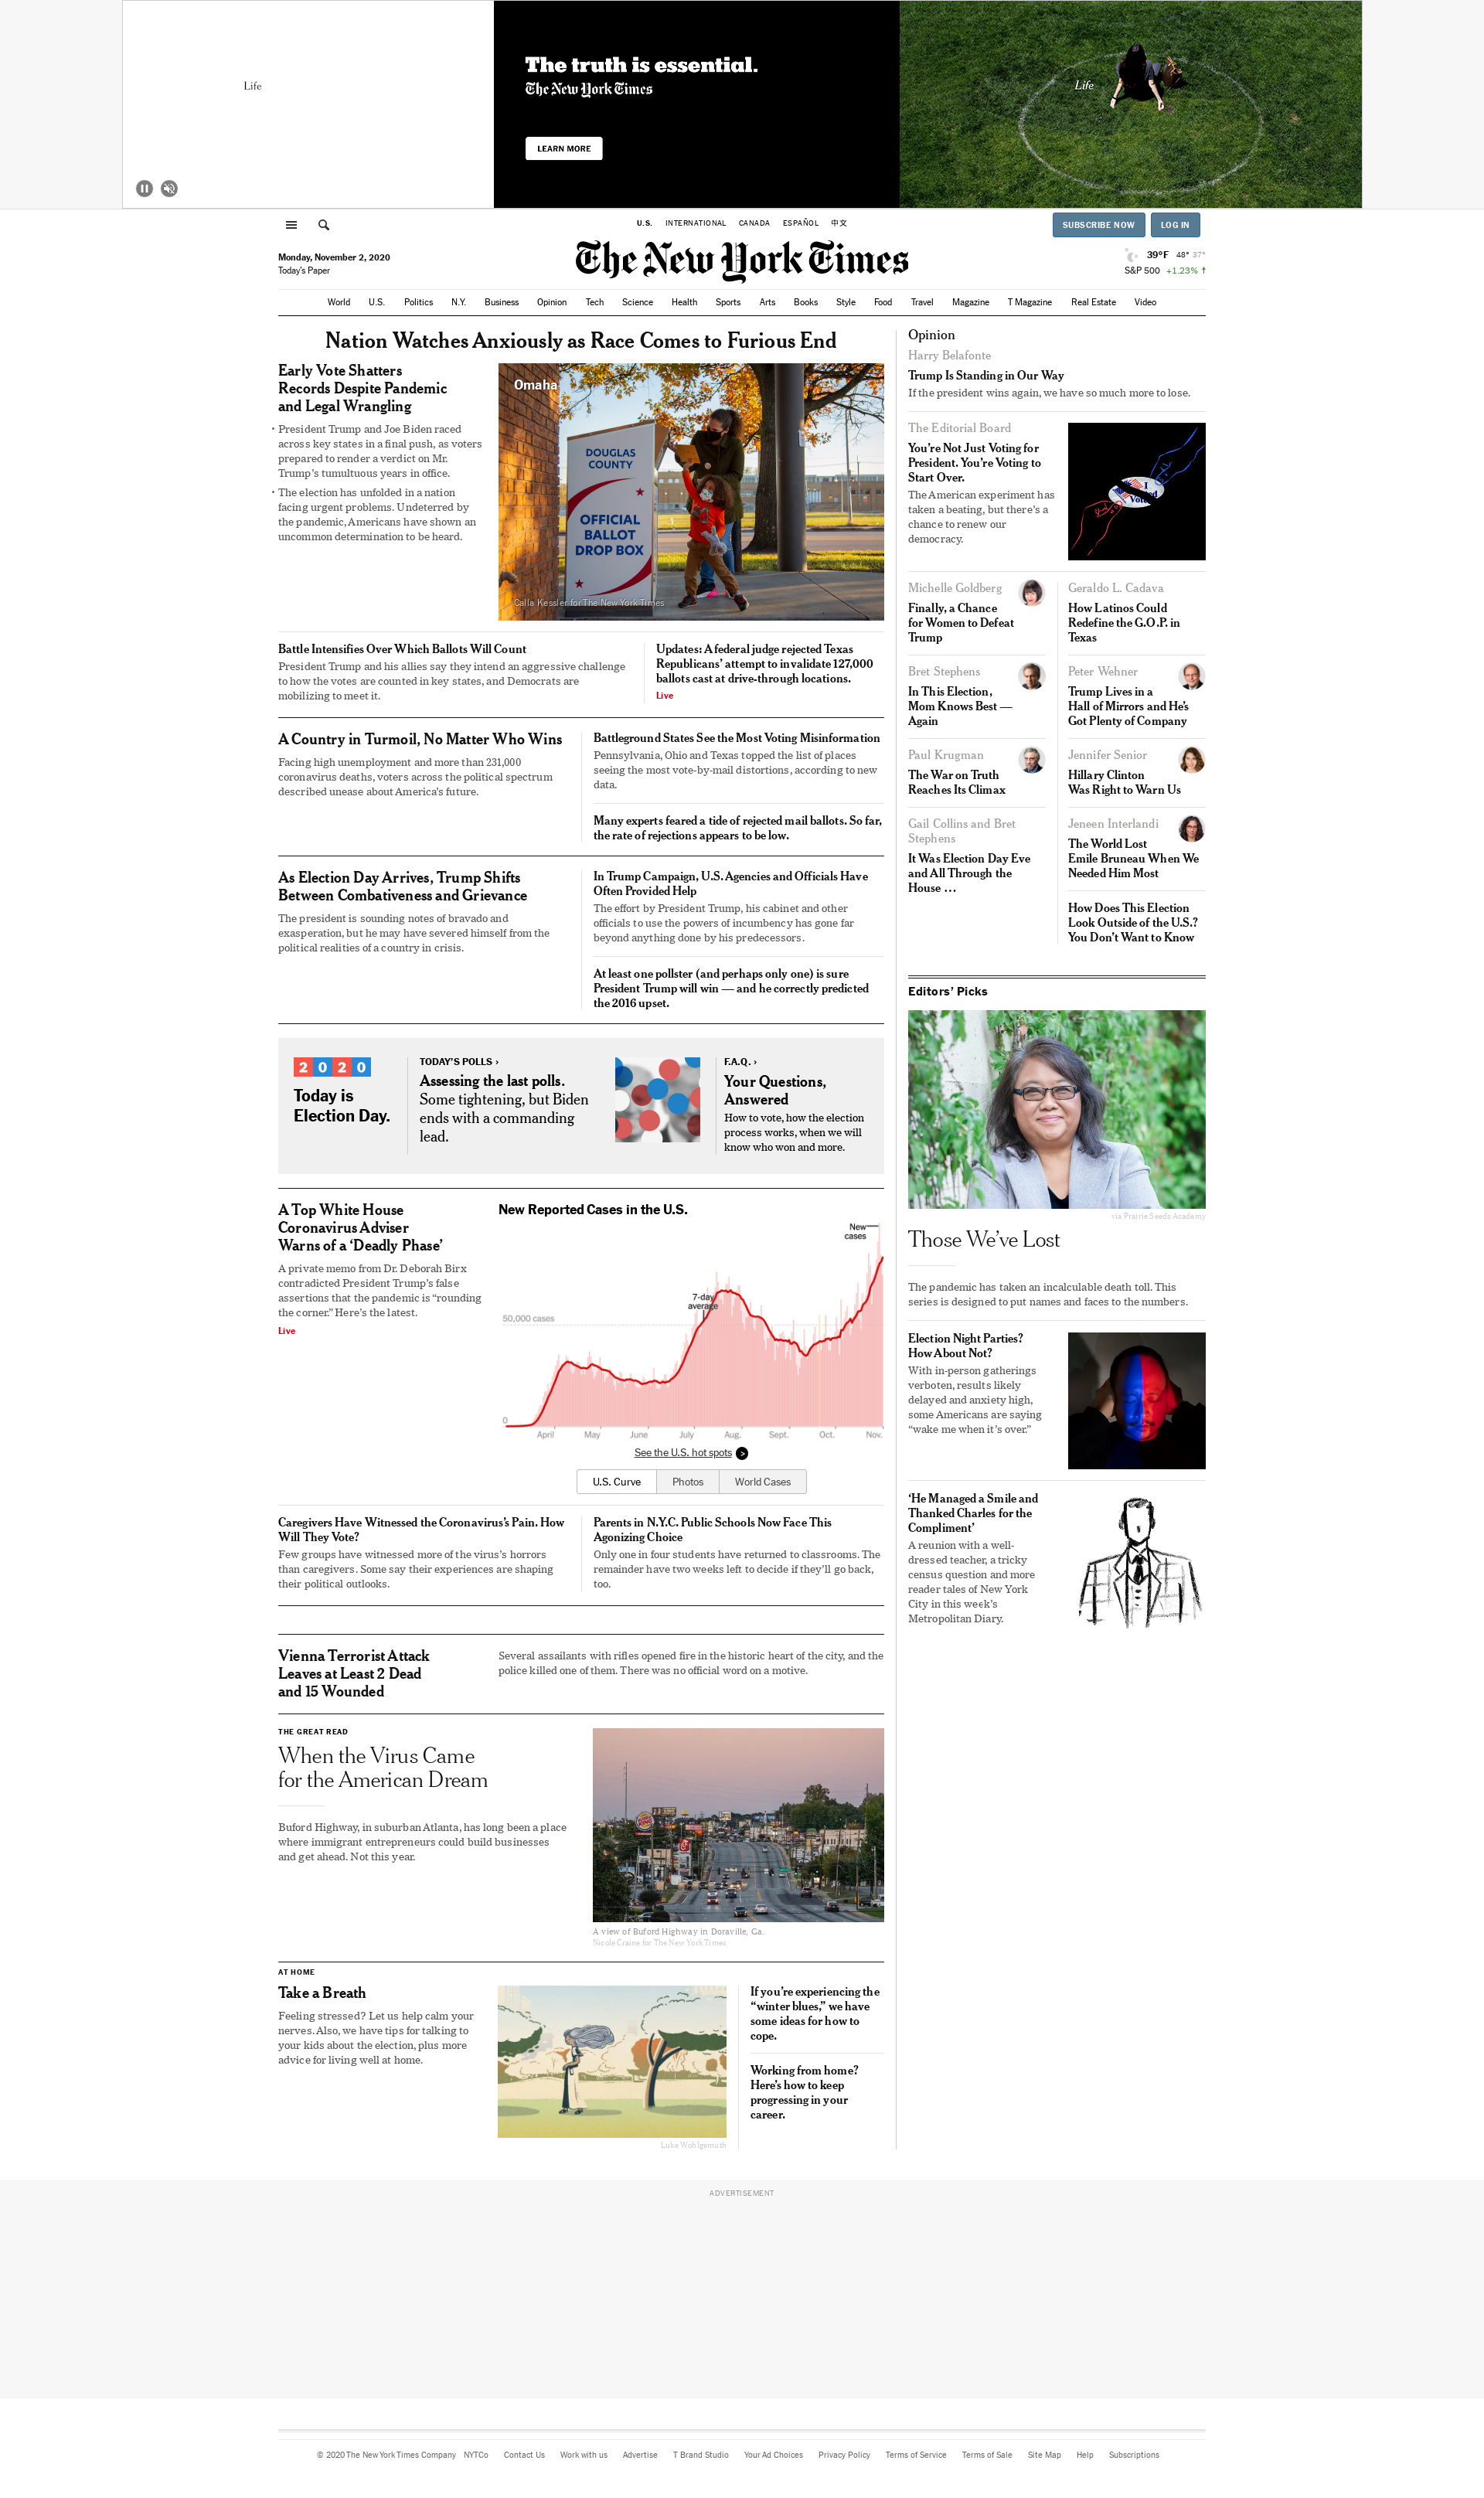 Life
The truth is essential.
The New York Times
LEARN MORE
Life
U.S. INTERNATIONAL CANADA ESPAÑOL 中文
SUBSCRIBE NOW LOG IN
Monday, November 2, 2020
Today's Paper
The New York Times
39°F 48° 37°
S&P 500 +1.23% ↑
World U.S. Politics N.Y. Business Opinion Tech Science Health Sports Arts Books Style Food Travel Magazine T Magazine Real Estate Video
Nation Watches Anxiously as Race Comes to Furious End
Early Vote Shatters
Records Despite Pandemic
and Legal Wrangling
• President Trump and Joe Biden raced
across key states in a final push, as voters
prepared to render a verdict on Mr.
Trump's tumultuous years in office.
• The election has unfolded in a nation
facing urgent problems. Undeterred by
the pandemic, Americans have shown an
uncommon determination to be heard.
Omaha
DOUGLAS
COUNTY
OFFICIAL
BALLOT
DROP BOX
Calla Kessler for The New York Times
Battle Intensifies Over Which Ballots Will Count
President Trump and his allies say they intend an aggressive challenge
to how the votes are counted in key states, and Democrats are
mobilizing to meet it.
Updates: A federal judge rejected Texas
Republicans' attempt to invalidate 127,000
ballots cast at drive-through locations.
Live
A Country in Turmoil, No Matter Who Wins
Facing high unemployment and more than 231,000
coronavirus deaths, voters across the political spectrum
described unease about America's future.
Battleground States See the Most Voting Misinformation
Pennsylvania, Ohio and Texas topped the list of places
seeing the most vote-by-mail distortions, according to new
data.
Many experts feared a tide of rejected mail ballots. So far,
the rate of rejections appears to be low.
As Election Day Arrives, Trump Shifts
Between Combativeness and Grievance
The president is sounding notes of bravado and
exasperation, but he may have severed himself from the
political realities of a country in crisis.
In Trump Campaign, U.S. Agencies and Officials Have
Often Provided Help
The effort by President Trump, his cabinet and other
officials to use the powers of incumbency has gone far
beyond anything done by his predecessors.
At least one pollster (and perhaps only one) is sure
President Trump will win — and he correctly predicted
the 2016 upset.
2020
Today is
Election Day.
TODAY'S POLLS ›
Assessing the last polls.
Some tightening, but Biden
ends with a commanding
lead.
F.A.Q. ›
Your Questions,
Answered
How to vote, how the election
process works, when we will
know who won and more.
A Top White House
Coronavirus Adviser
Warns of a 'Deadly Phase'
A private memo from Dr. Deborah Birx
contradicted President Trump's false
assertions that the pandemic is "rounding
the corner." Here's the latest.
Live
New Reported Cases in the U.S.
New
cases
7-day
average
50,000 cases
0
April May June July Aug. Sept. Oct. Nov.
See the U.S. hot spots >
U.S. Curve Photos World Cases
Caregivers Have Witnessed the Coronavirus's Pain. How
Will They Vote?
Few groups have witnessed more of the virus's horrors
than caregivers. Some say their experiences are shaping
their political outlooks.
Parents in N.Y.C. Public Schools Now Face This
Agonizing Choice
Only one in four students have returned to classrooms. The
remainder have two weeks left to decide if they'll go back,
too.
Vienna Terrorist Attack
Leaves at Least 2 Dead
and 15 Wounded
Several assailants with rifles opened fire in the historic heart of the city, and the
police killed one of them. There was no official word on a motive.
THE GREAT READ
When the Virus Came
for the American Dream
Buford Highway, in suburban Atlanta, has long been a place
where immigrant entrepreneurs could build businesses
and get ahead. Not this year.
A view of Buford Highway in Doraville, Ga.
Nicole Craine for The New York Times
AT HOME
Take a Breath
Feeling stressed? Let us help calm your
nerves. Also, we have tips for talking to
your kids about the election, plus more
advice for living well at home.
Luke Wohlgemuth
If you're experiencing the
"winter blues," we have
some ideas for how to
cope.
Working from home?
Here's how to keep
progressing in your
career.
Opinion
Harry Belafonte
Trump Is Standing in Our Way
If the president wins again, we have so much more to lose.
The Editorial Board
You're Not Just Voting for
President. You're Voting to
Start Over.
The American experiment has
taken a beating, but there's a
chance to renew our
democracy.
I Voted
Michelle Goldberg
Finally, a Chance
for Women to Defeat
Trump
Geraldo L. Cadava
How Latinos Could
Redefine the G.O.P. in
Texas
Bret Stephens
In This Election,
Mom Knows Best —
Again
Peter Wehner
Trump Lives in a
Hall of Mirrors and He's
Got Plenty of Company
Paul Krugman
The War on Truth
Reaches Its Climax
Jennifer Senior
Hillary Clinton
Was Right to Warn Us
Gail Collins and Bret
Stephens
It Was Election Day Eve
and All Through the
House …
Jeneen Interlandi
The World Lost
Emile Bruneau When We
Needed Him Most
How Does This Election
Look Outside of the U.S.?
You Don't Want to Know
Editors' Picks
via Prairie Seeds Academy
Those We've Lost
The pandemic has taken an incalculable death toll. This
series is designed to put names and faces to the numbers.
Election Night Parties?
How About Not?
With in-person gatherings
verboten, results likely
delayed and anxiety high,
some Americans are saying
"wake me when it's over."
'He Managed a Smile and
Thanked Charles for the
Compliment'
A reunion with a well-
dressed teacher, a tricky
census question and more
reader tales of New York
City in this week's
Metropolitan Diary.
ADVERTISEMENT
© 2020 The New York Times Company NYTCo Contact Us Work with us Advertise T Brand Studio Your Ad Choices Privacy Policy Terms of Service Terms of Sale Site Map Help Subscriptions